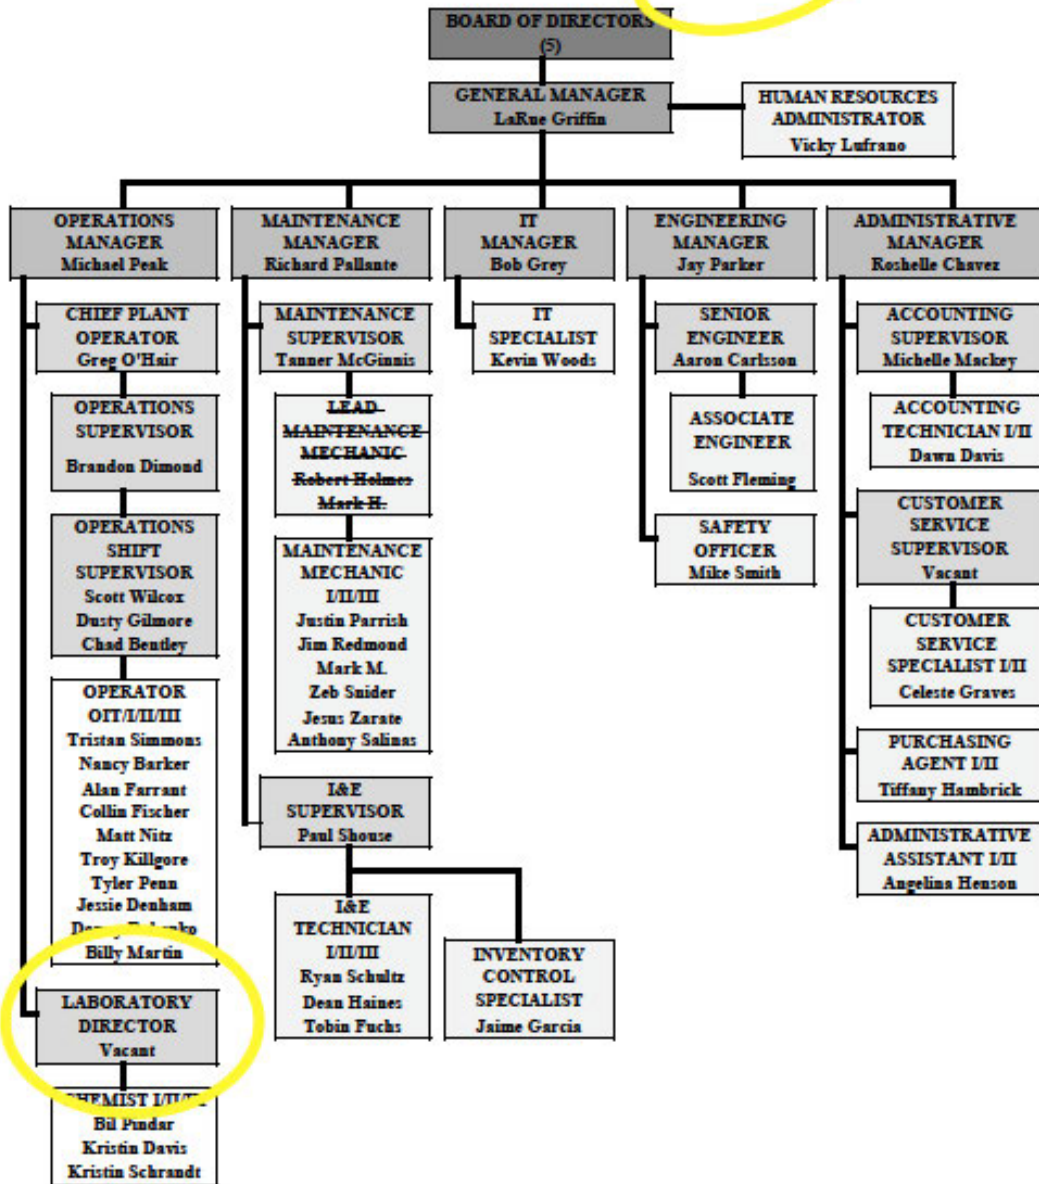 BOARD OF DIRECTORS
(5)
GENERAL MANAGER
LaRue Griffin
HUMAN RESOURCES
ADMINISTRATOR
Vicky Lufrano
OPERATIONS
MANAGER
Michael Peak
CHIEF PLANT
OPERATOR
Greg O'Hair
OPERATIONS
SUPERVISOR
Brandon Dimond
OPERATIONS
SHIFT
SUPERVISOR
Scott Wilcox
Dusty Gilmore
Chad Bentley
OPERATOR
OIT/I/II/III
Tristan Simmons
Nancy Barker
Alan Farrant
Collin Fischer
Matt Nitz
Troy Killgore
Tyler Penn
Jessie Denham
Billy Martin
LABORATORY
DIRECTOR
Vacant
CHEMIST I/II/III
Bil Pindar
Kristin Davis
Kristin Schrandt
MAINTENANCE
MANAGER
Richard Pallante
MAINTENANCE
SUPERVISOR
Tanner McGinnis
LEAD
MAINTENANCE
MECHANIC
Robert Holmes
Mark H.
MAINTENANCE
MECHANIC
I/II/III
Justin Parrish
Jim Redmond
Mark M.
Zeb Snider
Jesus Zarate
Anthony Salinas
I&E
SUPERVISOR
Paul Shouse
I&E
TECHNICIAN
I/II/III
Ryan Schultz
Dean Haines
Tobin Fuchs
INVENTORY
CONTROL
SPECIALIST
Jaime Garcia
IT
MANAGER
Bob Grey
IT
SPECIALIST
Kevin Woods
ENGINEERING
MANAGER
Jay Parker
SENIOR
ENGINEER
Aaron Carlsson
ASSOCIATE
ENGINEER
Scott Fleming
SAFETY
OFFICER
Mike Smith
ADMINISTRATIVE
MANAGER
Roshelle Chavez
ACCOUNTING
SUPERVISOR
Michelle Mackey
ACCOUNTING
TECHNICIAN I/II
Dawn Davis
CUSTOMER
SERVICE
SUPERVISOR
Vacant
CUSTOMER
SERVICE
SPECIALIST I/II
Celeste Graves
PURCHASING
AGENT I/II
Tiffany Hambrick
ADMINISTRATIVE
ASSISTANT I/II
Angelina Henson